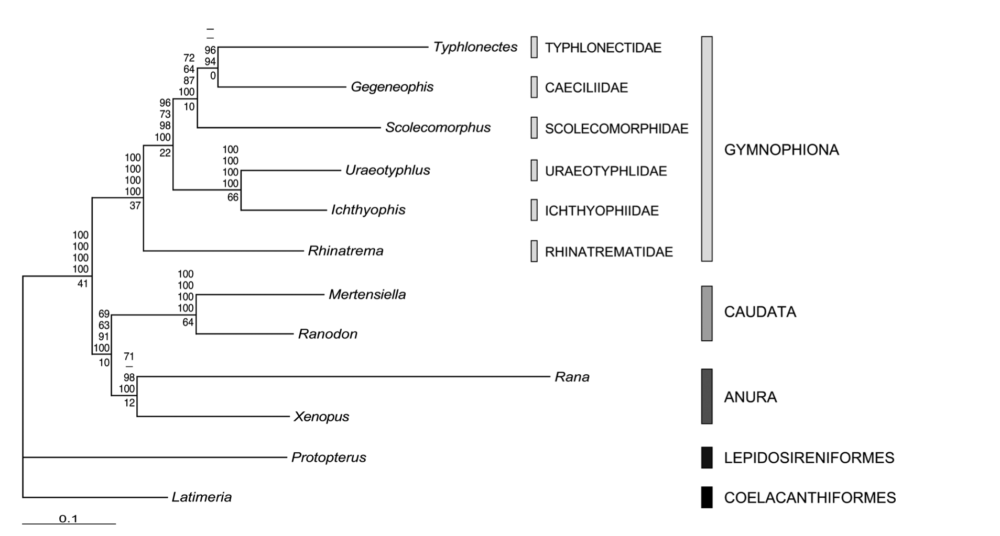 –
–
96
94
0
Typhlonectes
TYPHLONECTIDAE
72
64
87
100
10
Gegeneophis
CAECILIIDAE
96
73
98
100
22
Scolecomorphus
SCOLECOMORPHIDAE
GYMNOPHIONA
100
100
100
100
66
Uraeotyphlus
URAEOTYPHLIDAE
100
100
100
100
37
Ichthyophis
ICHTHYOPHIIDAE
Rhinatrema
RHINATREMATIDAE
100
100
100
100
41
100
100
100
100
64
Mertensiella
CAUDATA
Ranodon
69
63
91
100
10
71
–
98
100
12
Rana
ANURA
Xenopus
Protopterus
LEPIDOSIRENIFORMES
Latimeria
COELACANTHIFORMES
0.1